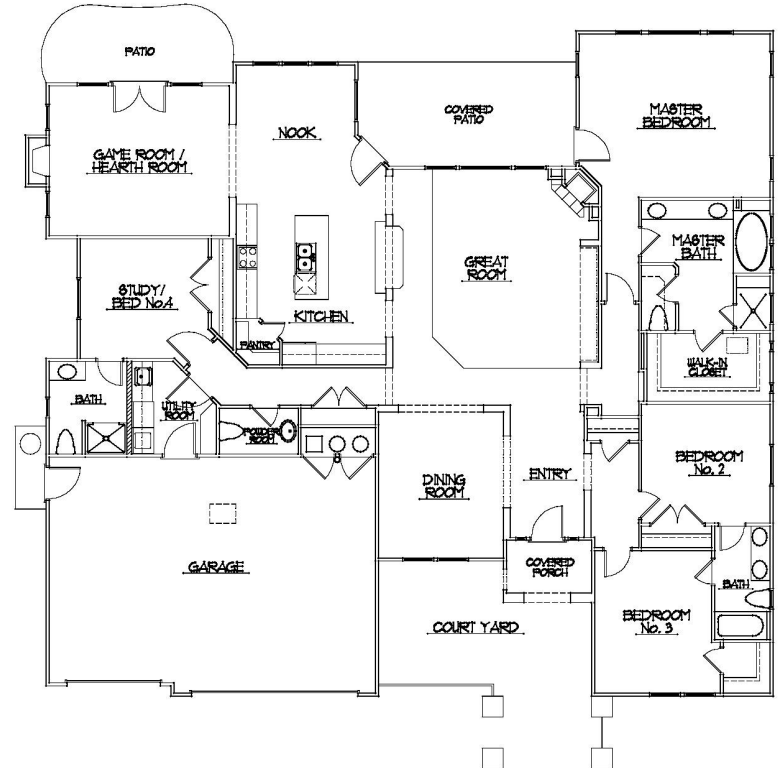 PATIO
NOOK
COVERED
PATIO
MASTER
BEDROOM
GAME ROOM /
HEARTH ROOM
MASTER
BATH
GREAT
ROOM
STUDY/
BED No.4
KITCHEN
PANTRY
WALK-IN
CLOSET
BATH
UTILITY
ROOM
POWDER
ROOM
BEDROOM
No. 2
DINING
ROOM
ENTRY
GARAGE
COVERED
PORCH
BATH
COURT YARD
BEDROOM
No. 3